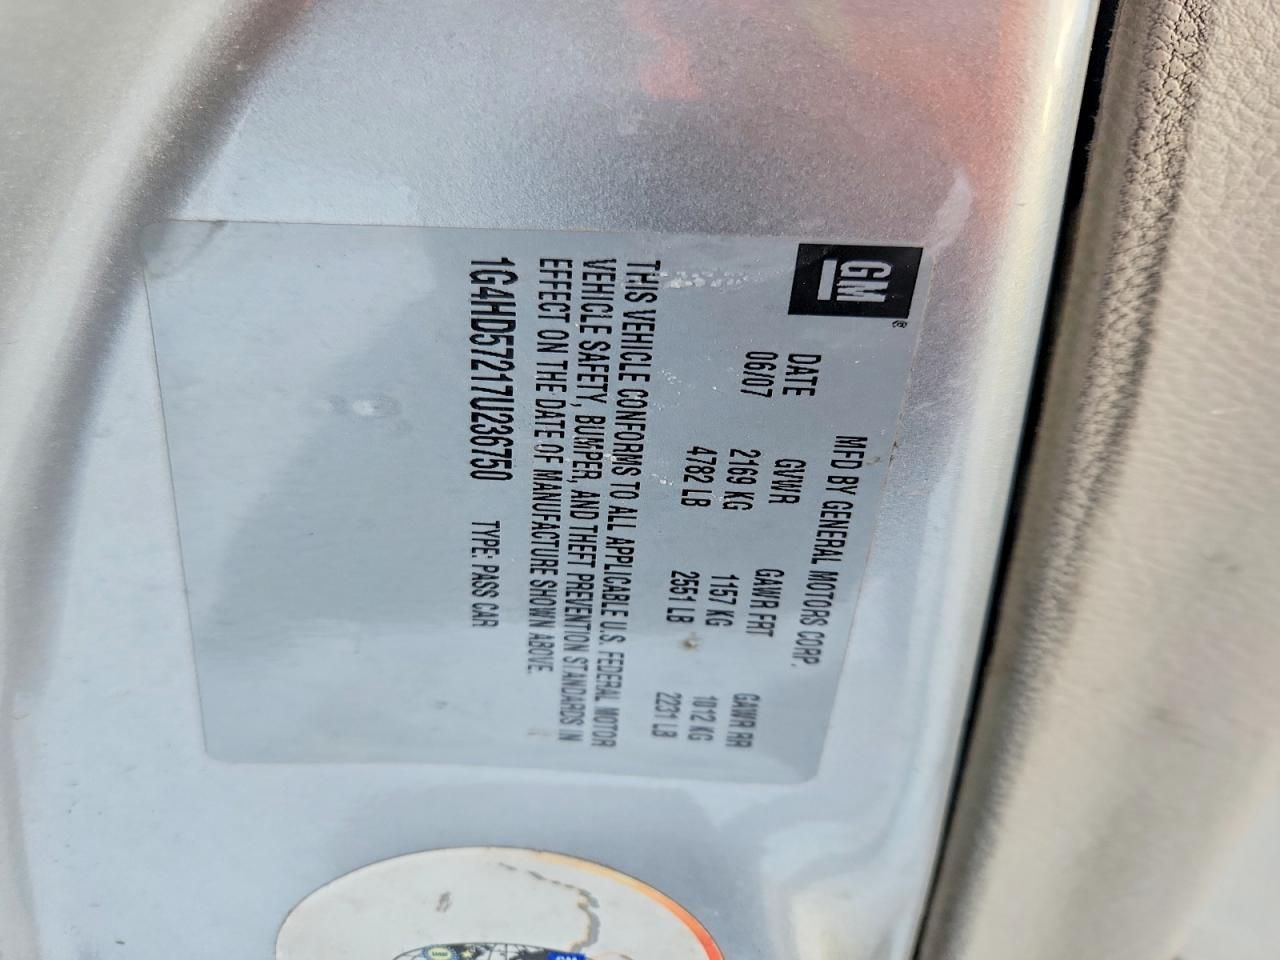 GM®
MFD BY GENERAL MOTORS CORP.
DATE GVWR GAWR FRT GAWR RR
06/07 2169 KG 1157 KG 1012 KG
4782 LB 2551 LB 2231 LB
THIS VEHICLE CONFORMS TO ALL APPLICABLE U.S. FEDERAL MOTOR
VEHICLE SAFETY, BUMPER, AND THEFT PREVENTION STANDARDS IN
EFFECT ON THE DATE OF MANUFACTURE SHOWN ABOVE.
1G4HD57217U236750 TYPE: PASS CAR